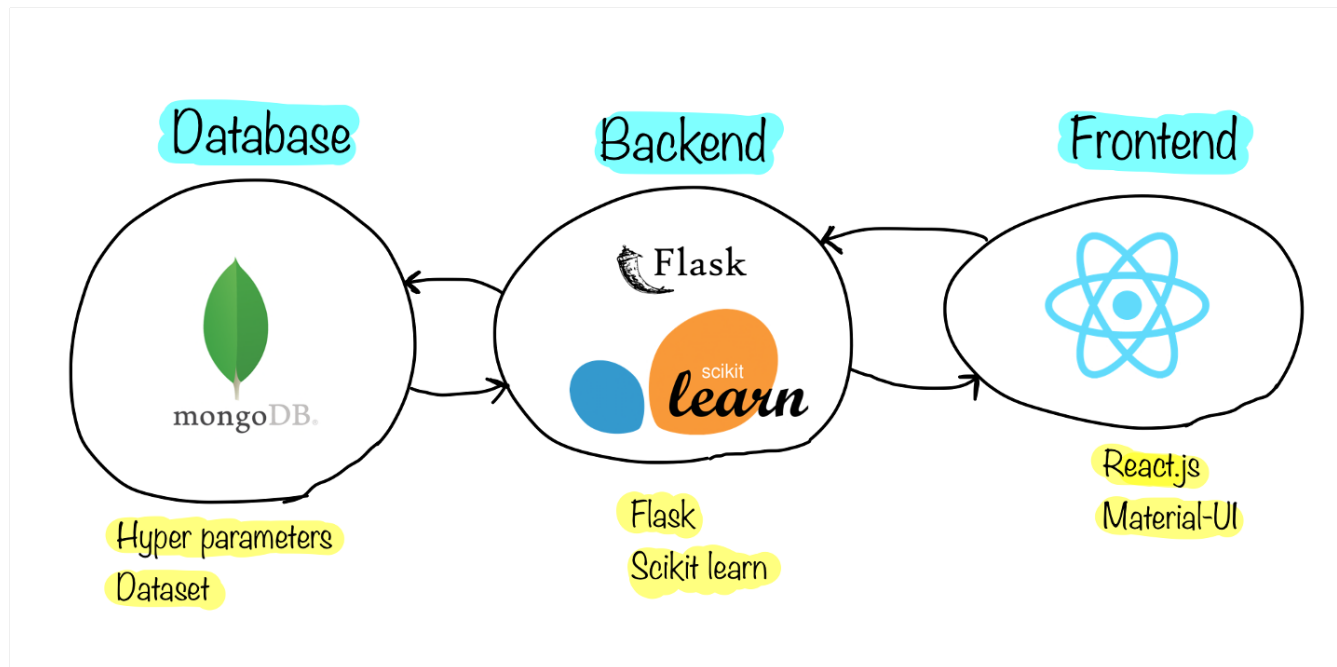 Database
Backend
Frontend
mongoDB®
Flask
scikit
learn
Hyper parameters
Dataset
Flask
Scikit learn
React.js
Material-UI